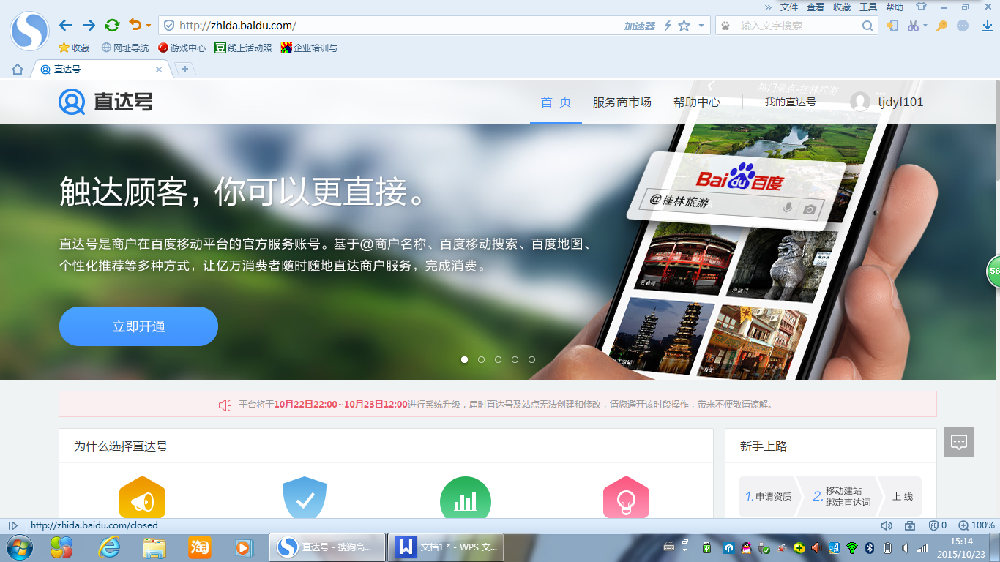 文件 查看 收藏 工具 帮助
http://zhida.baidu.com/
加速器
输入文字搜索
收藏 网址导航 游戏中心 线上活动照 企业培训与
直达号
直达号
首 页 服务商市场 帮助中心 我的直达号 tjdyf101
热门景点-桂林旅游
触达顾客，你可以更直接。
Bai du 百度
@桂林旅游
直达号是商户在百度移动平台的官方服务账号。基于@商户名称、百度移动搜索、百度地图、
个性化推荐等多种方式，让亿万消费者随时随地直达商户服务，完成消费。
56
立即开通
平台将于10月22日22:00~10月23日12:00进行系统升级，届时直达号及站点无法创建和修改，请您避开该时段操作，带来不便敬请谅解。
为什么选择直达号
新手上路
1.申请资质
2.移动建站
绑定直达词
上 线
http://zhida.baidu.com/closed
0
100%
淘
直达号 - 搜狗高...
W 文档1 * - WPS 文...
15:14
2015/10/23